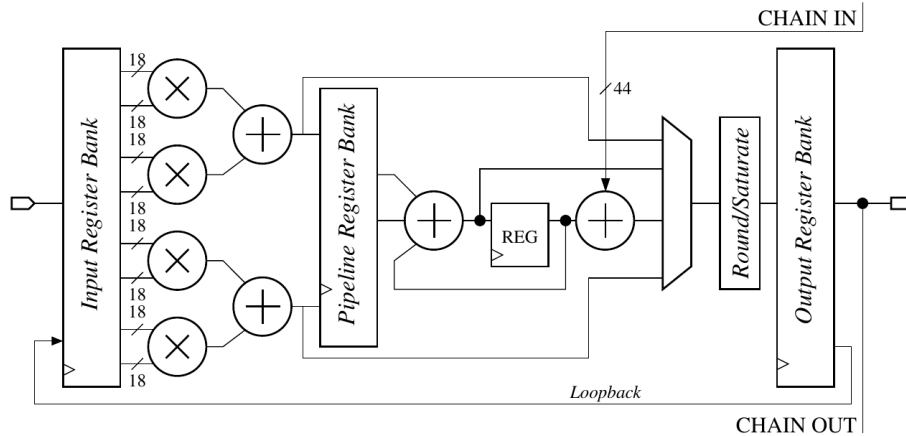 CHAIN IN
44
18
18
18
18
18
18
18
18
Input Register Bank
Pipeline Register Bank
REG
Round/Saturate
Output Register Bank
Loopback
CHAIN OUT